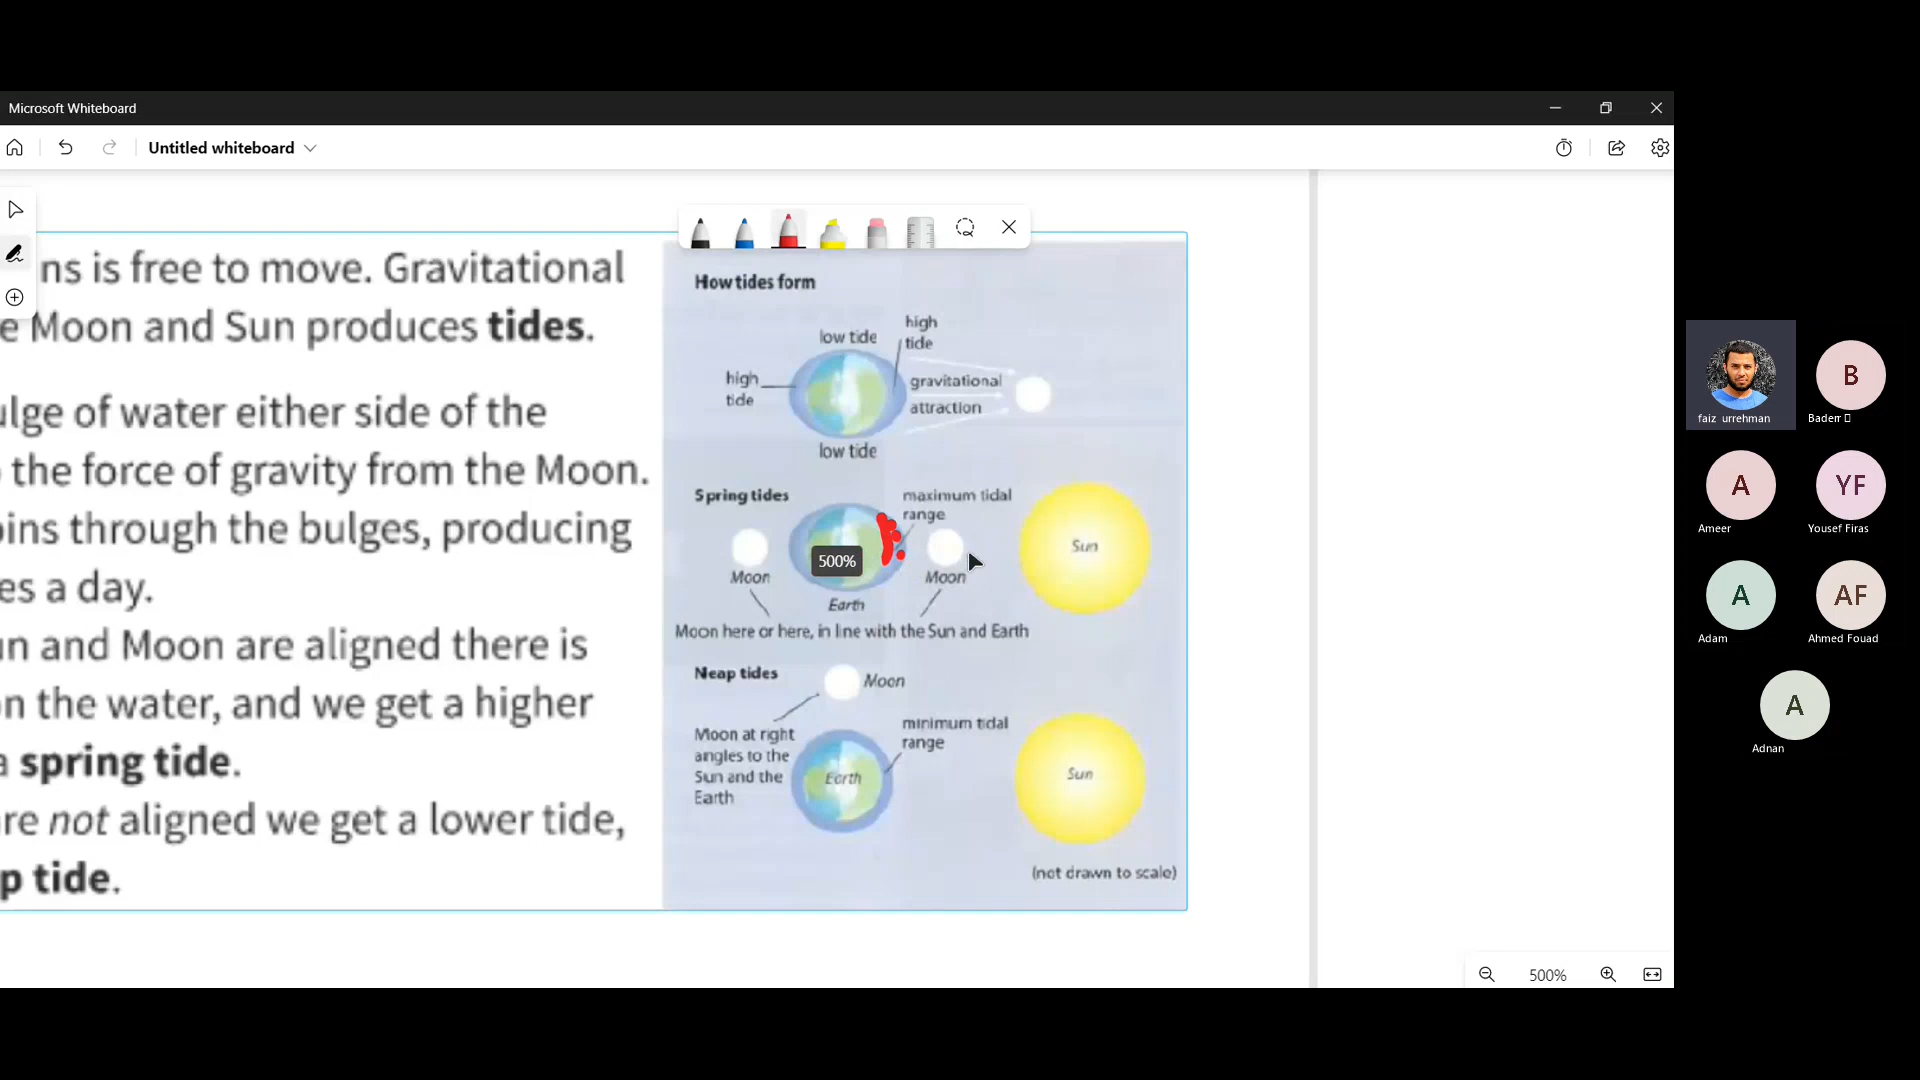 Microsoft Whiteboard
Untitled whiteboard
ns is free to move. Gravitational
e Moon and Sun produces tides.
ulge of water either side of the
the force of gravity from the Moon.
ins through the bulges, producing
es a day.
un and Moon are aligned there is
on the water, and we get a higher
a spring tide.
re not aligned we get a lower tide,
p tide.
How tides form
low tide
high
tide
high
tide
gravitational
attraction
low tide
Spring tides
maximum tidal
range
Sun
500%
Moon
Moon
Earth
Moon here or here, in line with the Sun and Earth
Neap tides
Moon
Moon at right
angles to the
Sun and the
Earth
minimum tidal
range
Earth
Sun
(not drawn to scale)
500%
faiz urrehman
B
Baderr
A
Ameer
YF
Yousef Firas
A
Adam
AF
Ahmed Fouad
A
Adnan